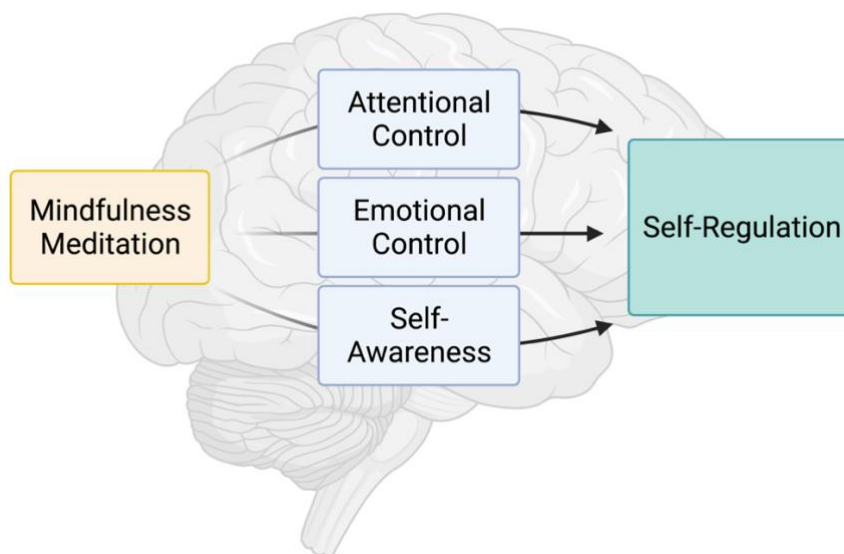 Mindfulness
Meditation
Attentional
Control
Emotional
Control
Self-
Awareness
Self-Regulation